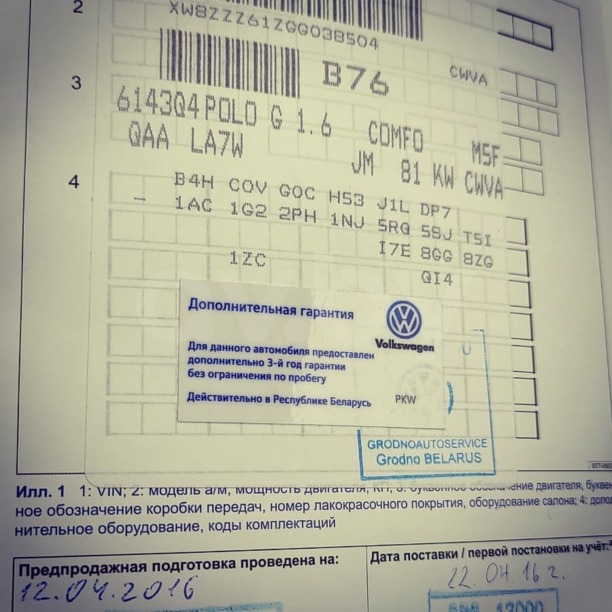 2
XW8ZZZ61ZGG038504
B76 CWVA
3
6143Q4 POLO G 1.6 COMFO M5F
QAA LA7W JM 81 KW CWVA
4
B4H COV GOC H53 J1L DP7
- 1AC 1G2 2PH 1NJ 5RQ 5SJ T5I
I7E 8GG 8ZG
1ZC QI4
Дополнительная гарантия
Volkswagen
Для данного автомобиля предоставлен
дополнительно 3-й год гарантии
без ограничения по пробегу
Действительно в Республике Беларусь PKW
GRODNOAUTOSERVICE
Grodno BELARUS
Илл. 1 1: VIN; 2: модель а/м, мощность двигателя, КП; 3: буквенное обозначение двигателя, буквен
ное обозначение коробки передач, номер лакокрасочного покрытия, оборудование салона; 4: допо
нительное оборудование, коды комплектаций
Предпродажная подготовка проведена на:
12.04.2016
Дата поставки / первой постановки на учёт:
22.04.16 г.